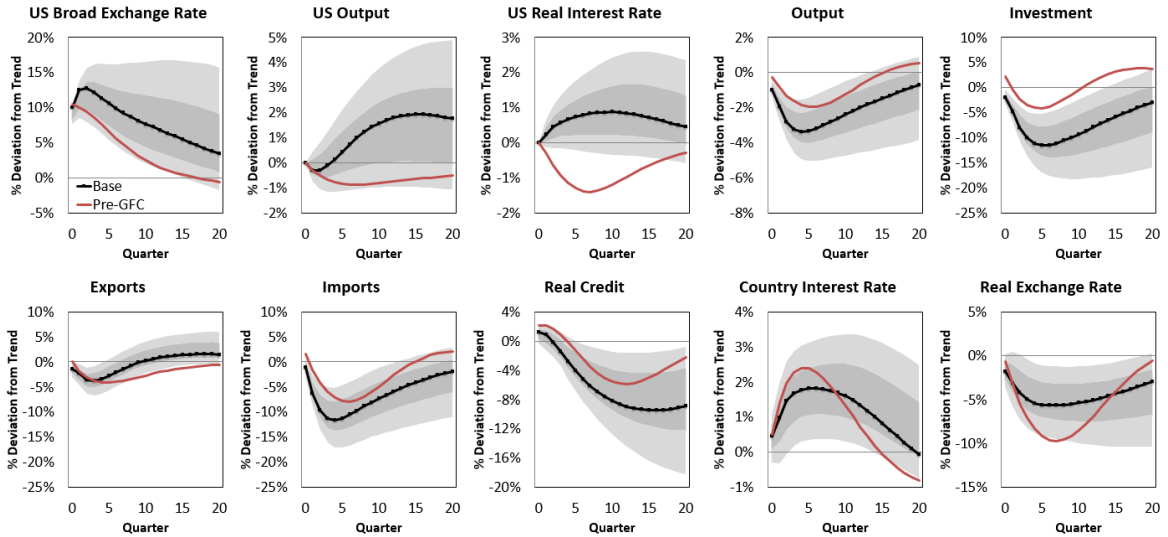 US Broad Exchange Rate
% Deviation from Trend
20%
15%
10%
5%
0%
-5%
Base
Pre-GFC
0 5 10 15 20
Quarter
US Output
% Deviation from Trend
5%
4%
3%
2%
1%
0%
-1%
-2%
0 5 10 15 20
Quarter
US Real Interest Rate
% Deviation from Trend
3%
2%
1%
0%
-1%
-2%
0 5 10 15 20
Quarter
Output
% Deviation from Trend
2%
0%
-2%
-4%
-6%
-8%
0 5 10 15 20
Quarter
Investment
% Deviation from Trend
10%
5%
0%
-5%
-10%
-15%
-20%
-25%
0 5 10 15 20
Quarter
Exports
% Deviation from Trend
10%
5%
0%
-5%
-10%
-15%
-20%
-25%
0 5 10 15 20
Quarter
Imports
% Deviation from Trend
10%
5%
0%
-5%
-10%
-15%
-20%
-25%
0 5 10 15 20
Quarter
Real Credit
% Deviation from Trend
4%
0%
-4%
-8%
-12%
-16%
-20%
0 5 10 15 20
Quarter
Country Interest Rate
% Deviation from Trend
4%
3%
2%
1%
0%
-1%
0 5 10 15 20
Quarter
Real Exchange Rate
% Deviation from Trend
5%
0%
-5%
-10%
-15%
0 5 10 15 20
Quarter